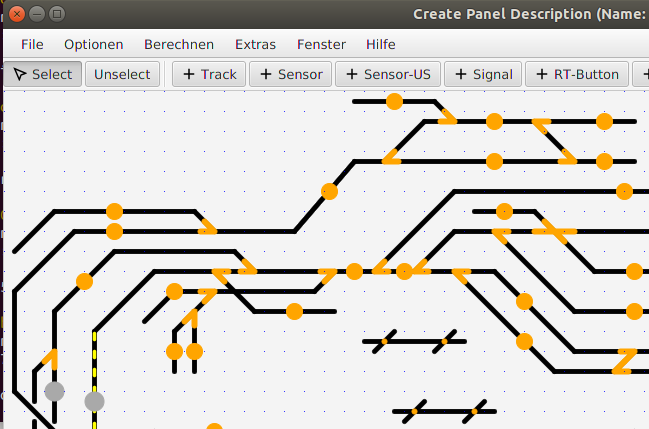 Create Panel Description (Name:
File Optionen Berechnen Extras Fenster Hilfe
Select Unselect + Track + Sensor + Sensor-US + Signal + RT-Button +